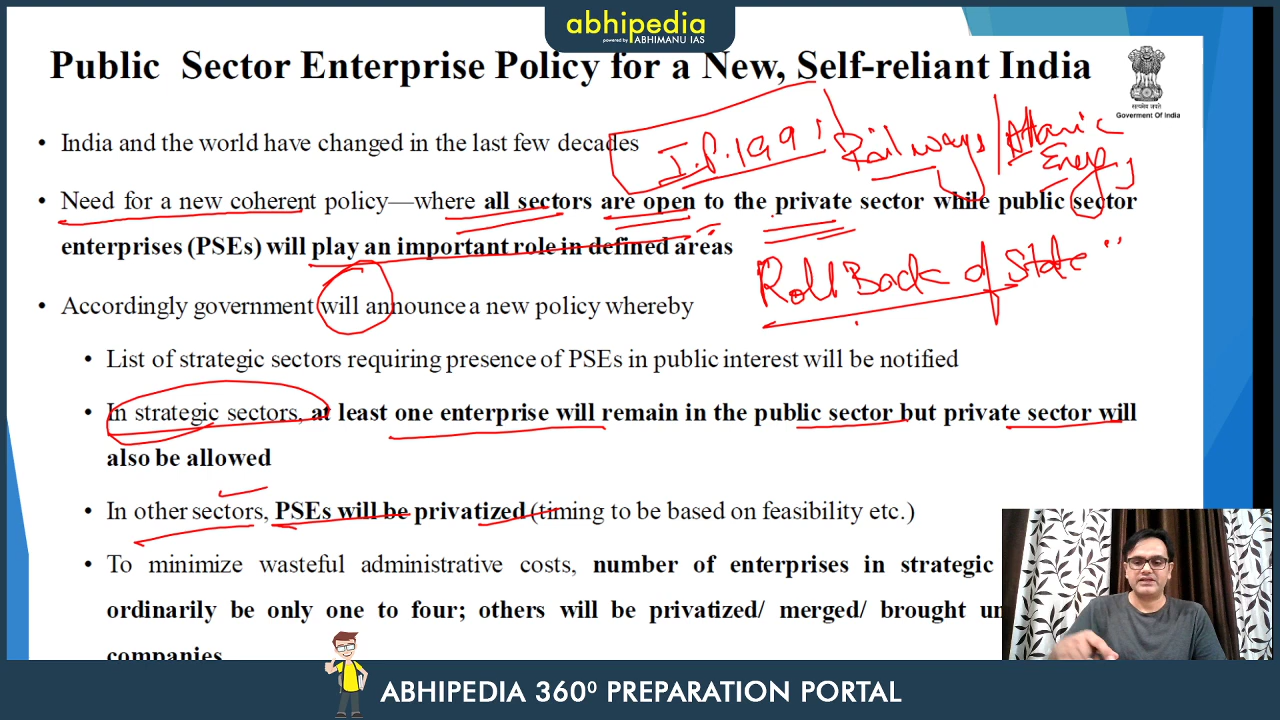 abhipedia
powered by ABHIMANU IAS
Public Sector Enterprise Policy for a New, Self-reliant India
सत्यमेव जयते
Goverment Of India
• India and the world have changed in the last few decades
I.P. 1991
Railways / Atomic
Energy
• Need for a new coherent policy—where all sectors are open to the private sector while public sector
enterprises (PSEs) will play an important role in defined areas
Roll Back of State"
• Accordingly government will announce a new policy whereby
• List of strategic sectors requiring presence of PSEs in public interest will be notified
• In strategic sectors, at least one enterprise will remain in the public sector but private sector will
also be allowed
• In other sectors, PSEs will be privatized (timing to be based on feasibility etc.)
• To minimize wasteful administrative costs, number of enterprises in strategic
ordinarily be only one to four; others will be privatized/ merged/ brought un
companies
ABHIPEDIA 360⁰ PREPARATION PORTAL